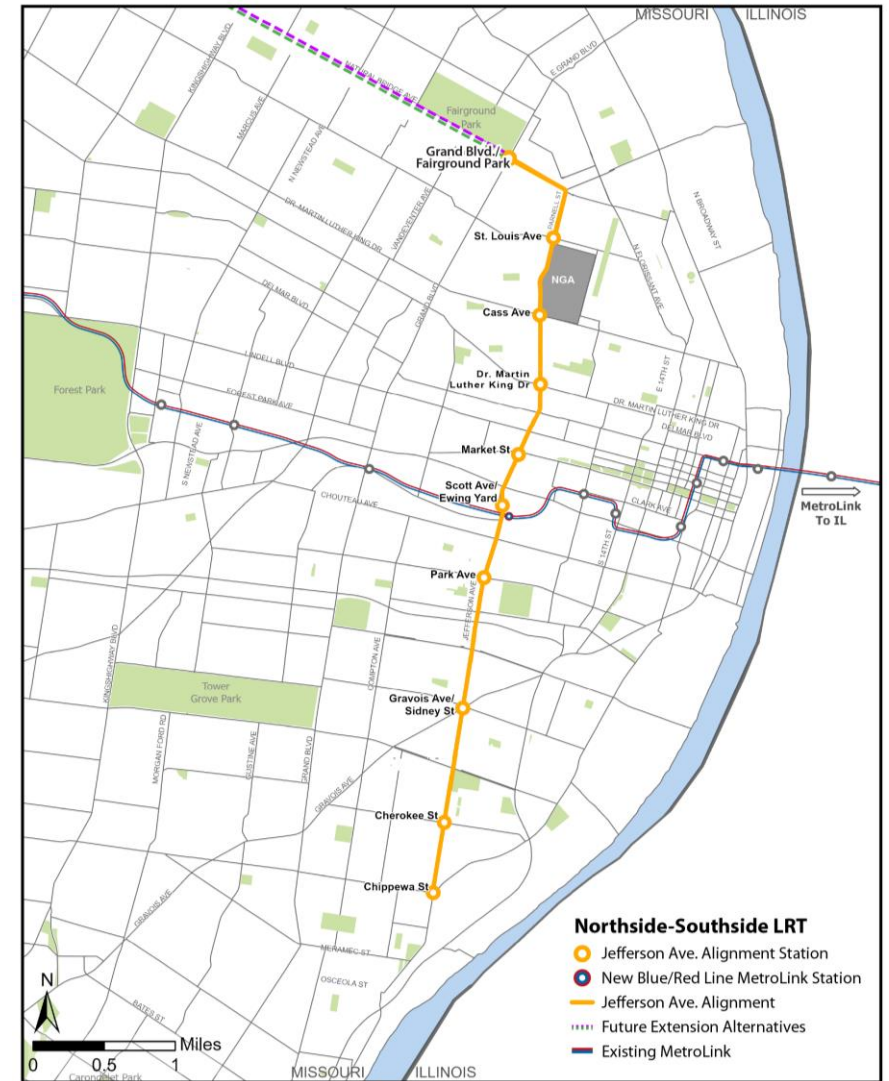 MISSOURI
ILLINOIS
KINGSHIGHWAY BLVD
NATURAL BRIDGE AVE
E GRAND BLVD
MARCUS AVE
Fairground
Park
N NEWSTEAD AVE
Grand Blvd./
Fairground Park
VANDEVENTER AVE
PARNELL ST
N BROADWAY ST
DR. MARTIN LUTHER KING DR
St. Louis Ave
N FLORISSANT AVE
NGA
DELMAR BLVD
GRAND BLVD
Cass Ave
LINDELL BLVD
E 14TH ST
Forest Park
FOREST PARK AVE
Dr. Martin
Luther King Dr
DR. MARTIN LUTHER KING DR
DELMAR BLVD
S NEWSTEAD AVE
Market St
Scott Ave/
Ewing Yard
CHOUTEAU AVE
CLARK AVE
MetroLink
To IL
S 14TH ST
Park Ave
JEFFERSON AVE
KINGSHIGHWAY BLVD
COMPTON AVE
Tower
Grove Park
Gravois Ave/
Sidney St
MORGAN FORD RD
GUSTINE AVE
GRAND BLVD
GRAVOIS AVE
Cherokee St
Chippewa St
GRAVOIS AVE
MERAMEC ST
OSCEOLA ST
BATES ST
Northside-Southside LRT
Jefferson Ave. Alignment Station
New Blue/Red Line MetroLink Station
Jefferson Ave. Alignment
Future Extension Alternatives
Existing MetroLink
N
Miles
0 0.5 1
Carondelet Park
MISSOURI
ILLINOIS